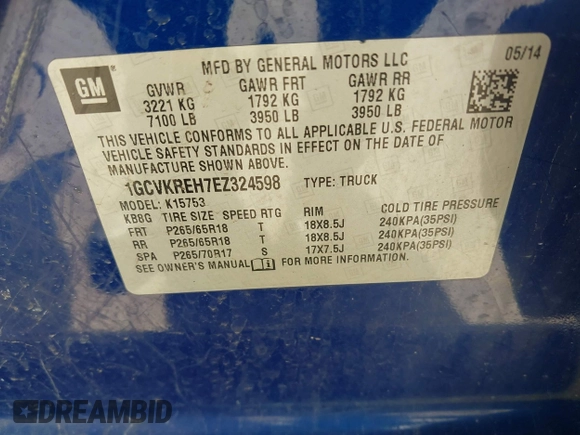 MFD BY GENERAL MOTORS LLC 05/14
GM
GVWR GAWR FRT GAWR RR
3221 KG 1792 KG 1792 KG
7100 LB 3950 LB 3950 LB
THIS VEHICLE CONFORMS TO ALL APPLICABLE U.S. FEDERAL MOTOR
VEHICLE SAFETY STANDARDS IN EFFECT ON THE DATE OF
MANUFACTURE SHOWN ABOVE.
1GCVKREH7EZ324598 TYPE: TRUCK
MODEL: K15753
KB8G TIRE SIZE SPEED RTG RIM COLD TIRE PRESSURE
FRT P265/65R18 T 18X8.5J 240KPA(35PSI)
RR P265/65R18 T 18X8.5J 240KPA(35PSI)
SPA P265/70R17 S 17X7.5J 240KPA(35PSI)
SEE OWNER'S MANUAL FOR ADDITIONAL INFORMATION.
DREAMBID